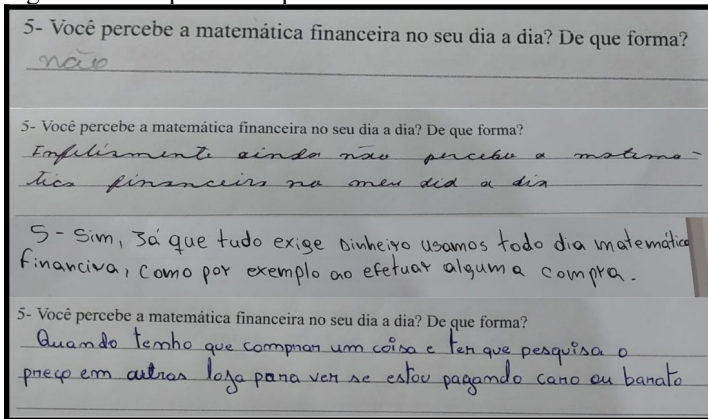 5- Você percebe a matemática financeira no seu dia a dia? De que forma?
não
5- Você percebe a matemática financeira no seu dia a dia? De que forma?
Infelizmente ainda não percebo a matema-
tica financeira no meu dia a dia
5- Sim, Já que tudo exige Dinheiro usamos todo dia matemática
financiva, como por exemplo ao efetuar alguma compra.
5- Você percebe a matemática financeira no seu dia a dia? De que forma?
Quando temho que comprar um coisa e ten que pesquisa o
preço em outras loja para ver se estou pagando caro ou barato